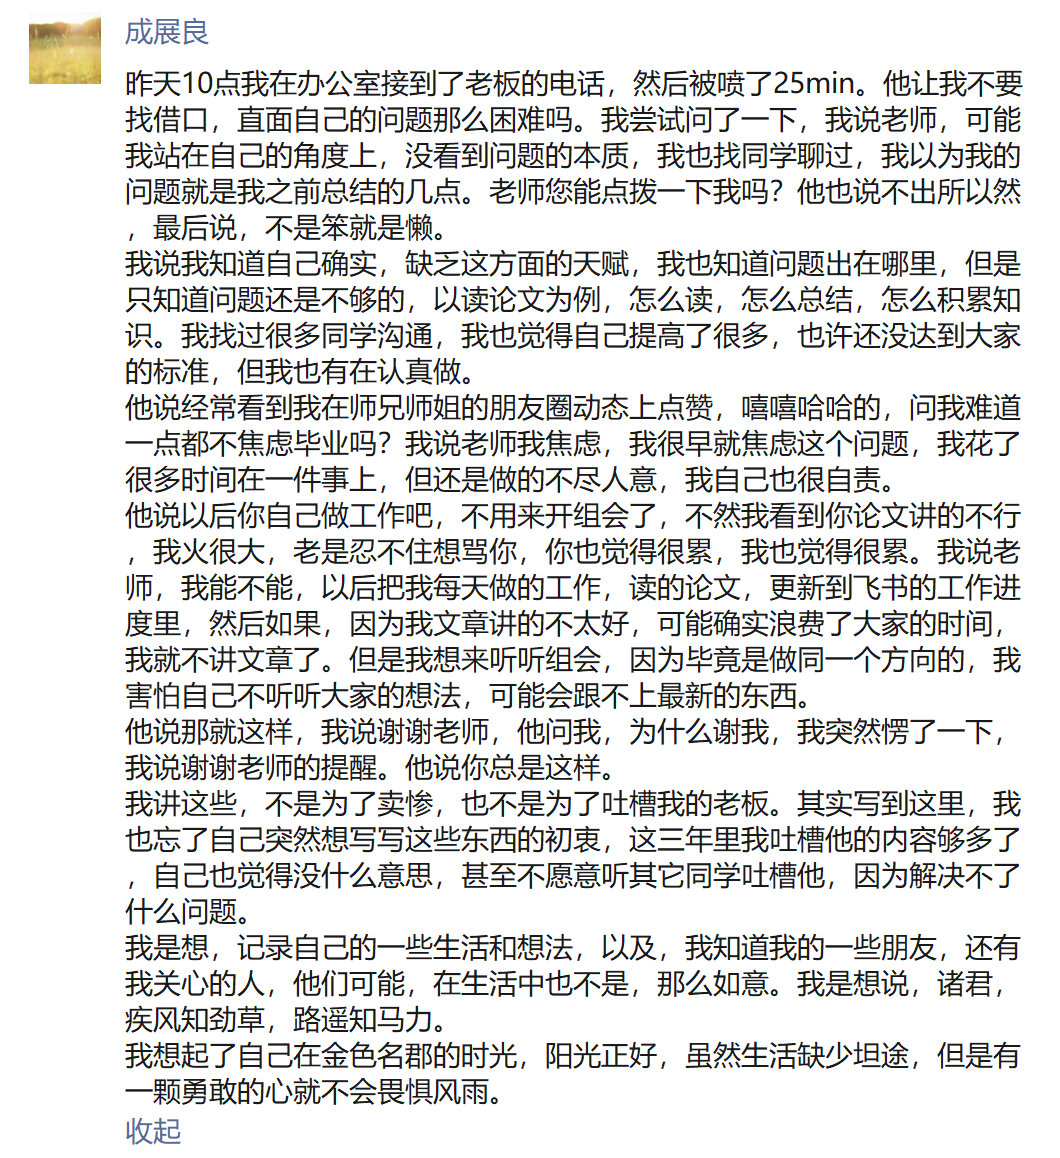 成展良
昨天10点我在办公室接到了老板的电话，然后被喷了25min。他让我不要
找借口，直面自己的问题那么困难吗。我尝试问了一下，我说老师，可能
我站在自己的角度上，没看到问题的本质，我也找同学聊过，我以为我的
问题就是我之前总结的几点。老师您能点拨一下我吗？他也说不出所以然
，最后说，不是笨就是懒。
我说我知道自己确实，缺乏这方面的天赋，我也知道问题出在哪里，但是
只知道问题还是不够的，以读论文为例，怎么读，怎么总结，怎么积累知
识。我找过很多同学沟通，我也觉得自己提高了很多，也许还没达到大家
的标准，但我也有在认真做。
他说经常看到我在师兄师姐的朋友圈动态上点赞，嘻嘻哈哈的，问我难道
一点都不焦虑毕业吗？我说老师我焦虑，我很早就焦虑这个问题，我花了
很多时间在一件事上，但还是做的不尽人意，我自己也很自责。
他说以后你自己做工作吧，不用来开组会了，不然我看到你论文讲的不行
，我火很大，老是忍不住想骂你，你也觉得很累，我也觉得很累。我说老
师，我能不能，以后把我每天做的工作，读的论文，更新到飞书的工作进
度里，然后如果，因为我文章讲的不太好，可能确实浪费了大家的时间，
我就不讲文章了。但是我想来听听组会，因为毕竟是做同一个方向的，我
害怕自己不听听大家的想法，可能会跟不上最新的东西。
他说那就这样，我说谢谢老师，他问我，为什么谢我，我突然愣了一下，
我说谢谢老师的提醒。他说你总是这样。
我讲这些，不是为了卖惨，也不是为了吐槽我的老板。其实写到这里，我
也忘了自己突然想写写这些东西的初衷，这三年里我吐槽他的内容够多了
，自己也觉得没什么意思，甚至不愿意听其它同学吐槽他，因为解决不了
什么问题。
我是想，记录自己的一些生活和想法，以及，我知道我的一些朋友，还有
我关心的人，他们可能，在生活中也不是，那么如意。我是想说，诸君，
疾风知劲草，路遥知马力。
我想起了自己在金色名郡的时光，阳光正好，虽然生活缺少坦途，但是有
一颗勇敢的心就不会畏惧风雨。
收起